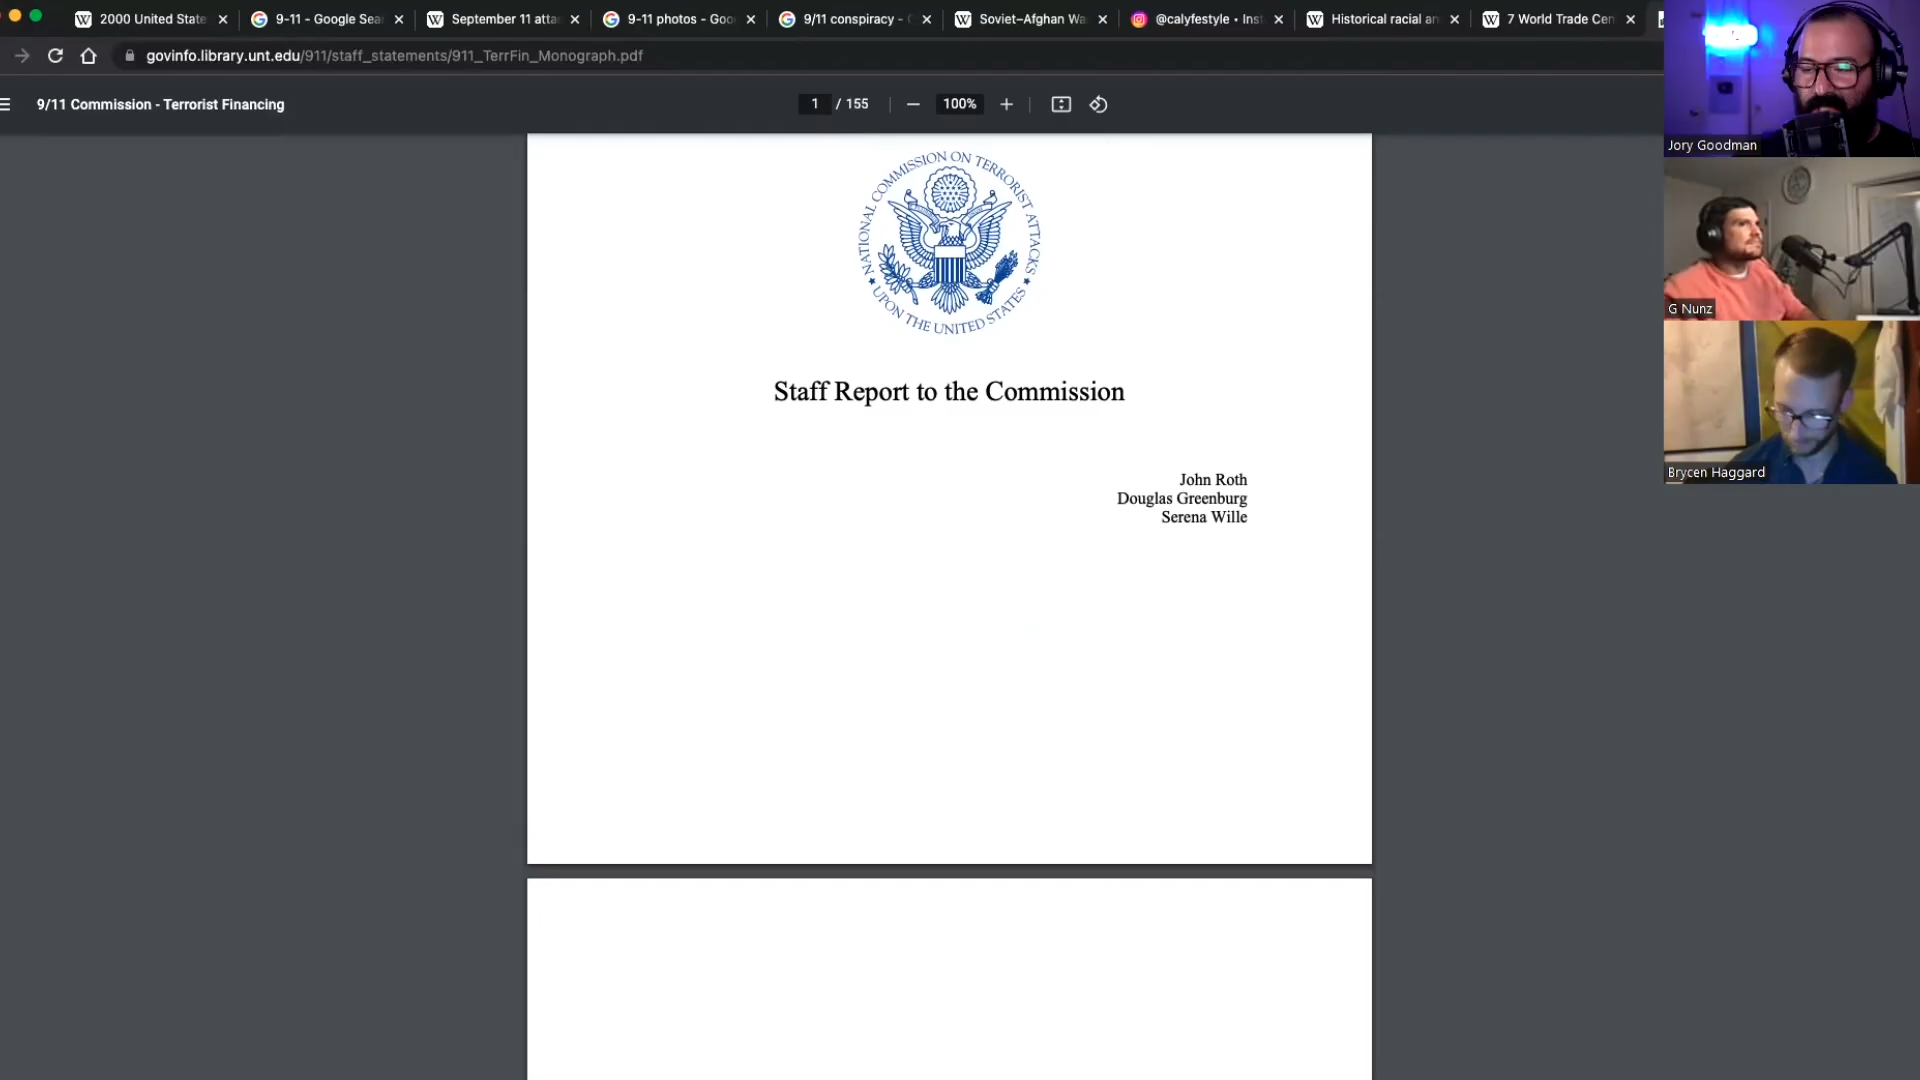 2000 United State
9-11 - Google Sea
September 11 atta
9-11 photos - Goo
9/11 conspiracy -
Soviet–Afghan Wa
@calyfestyle • Inst
Historical racial an
7 World Trade Cen
govinfo.library.unt.edu/911/staff_statements/911_TerrFin_Monograph.pdf
9/11 Commission - Terrorist Financing
1 / 155
100%
NATIONAL COMMISSION ON TERRORIST ATTACKS
UPON THE UNITED STATES
Staff Report to the Commission
John Roth
Douglas Greenburg
Serena Wille
Jory Goodman
G Nunz
Brycen Haggard